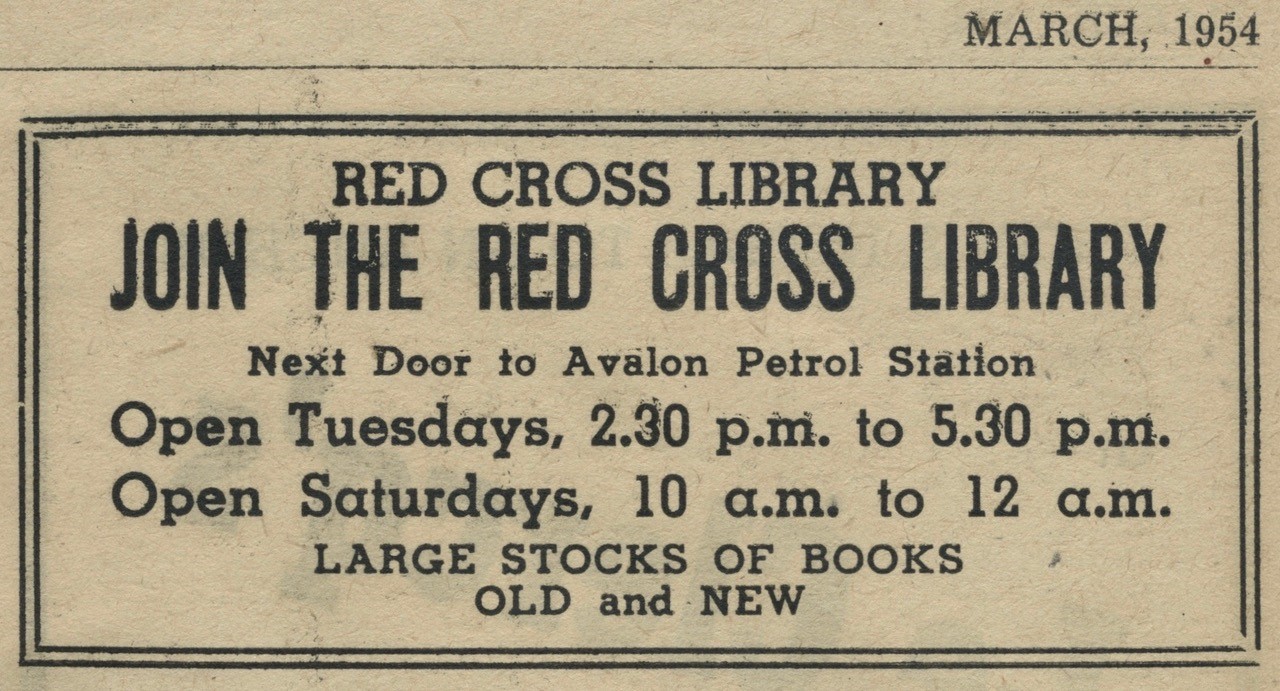 MARCH, 1954
RED CROSS LIBRARY
JOIN THE RED CROSS LIBRARY
Next Door to Avalon Petrol Station
Open Tuesdays, 2.30 p.m. to 5.30 p.m.
Open Saturdays, 10 a.m. to 12 a.m.
LARGE STOCKS OF BOOKS
OLD and NEW